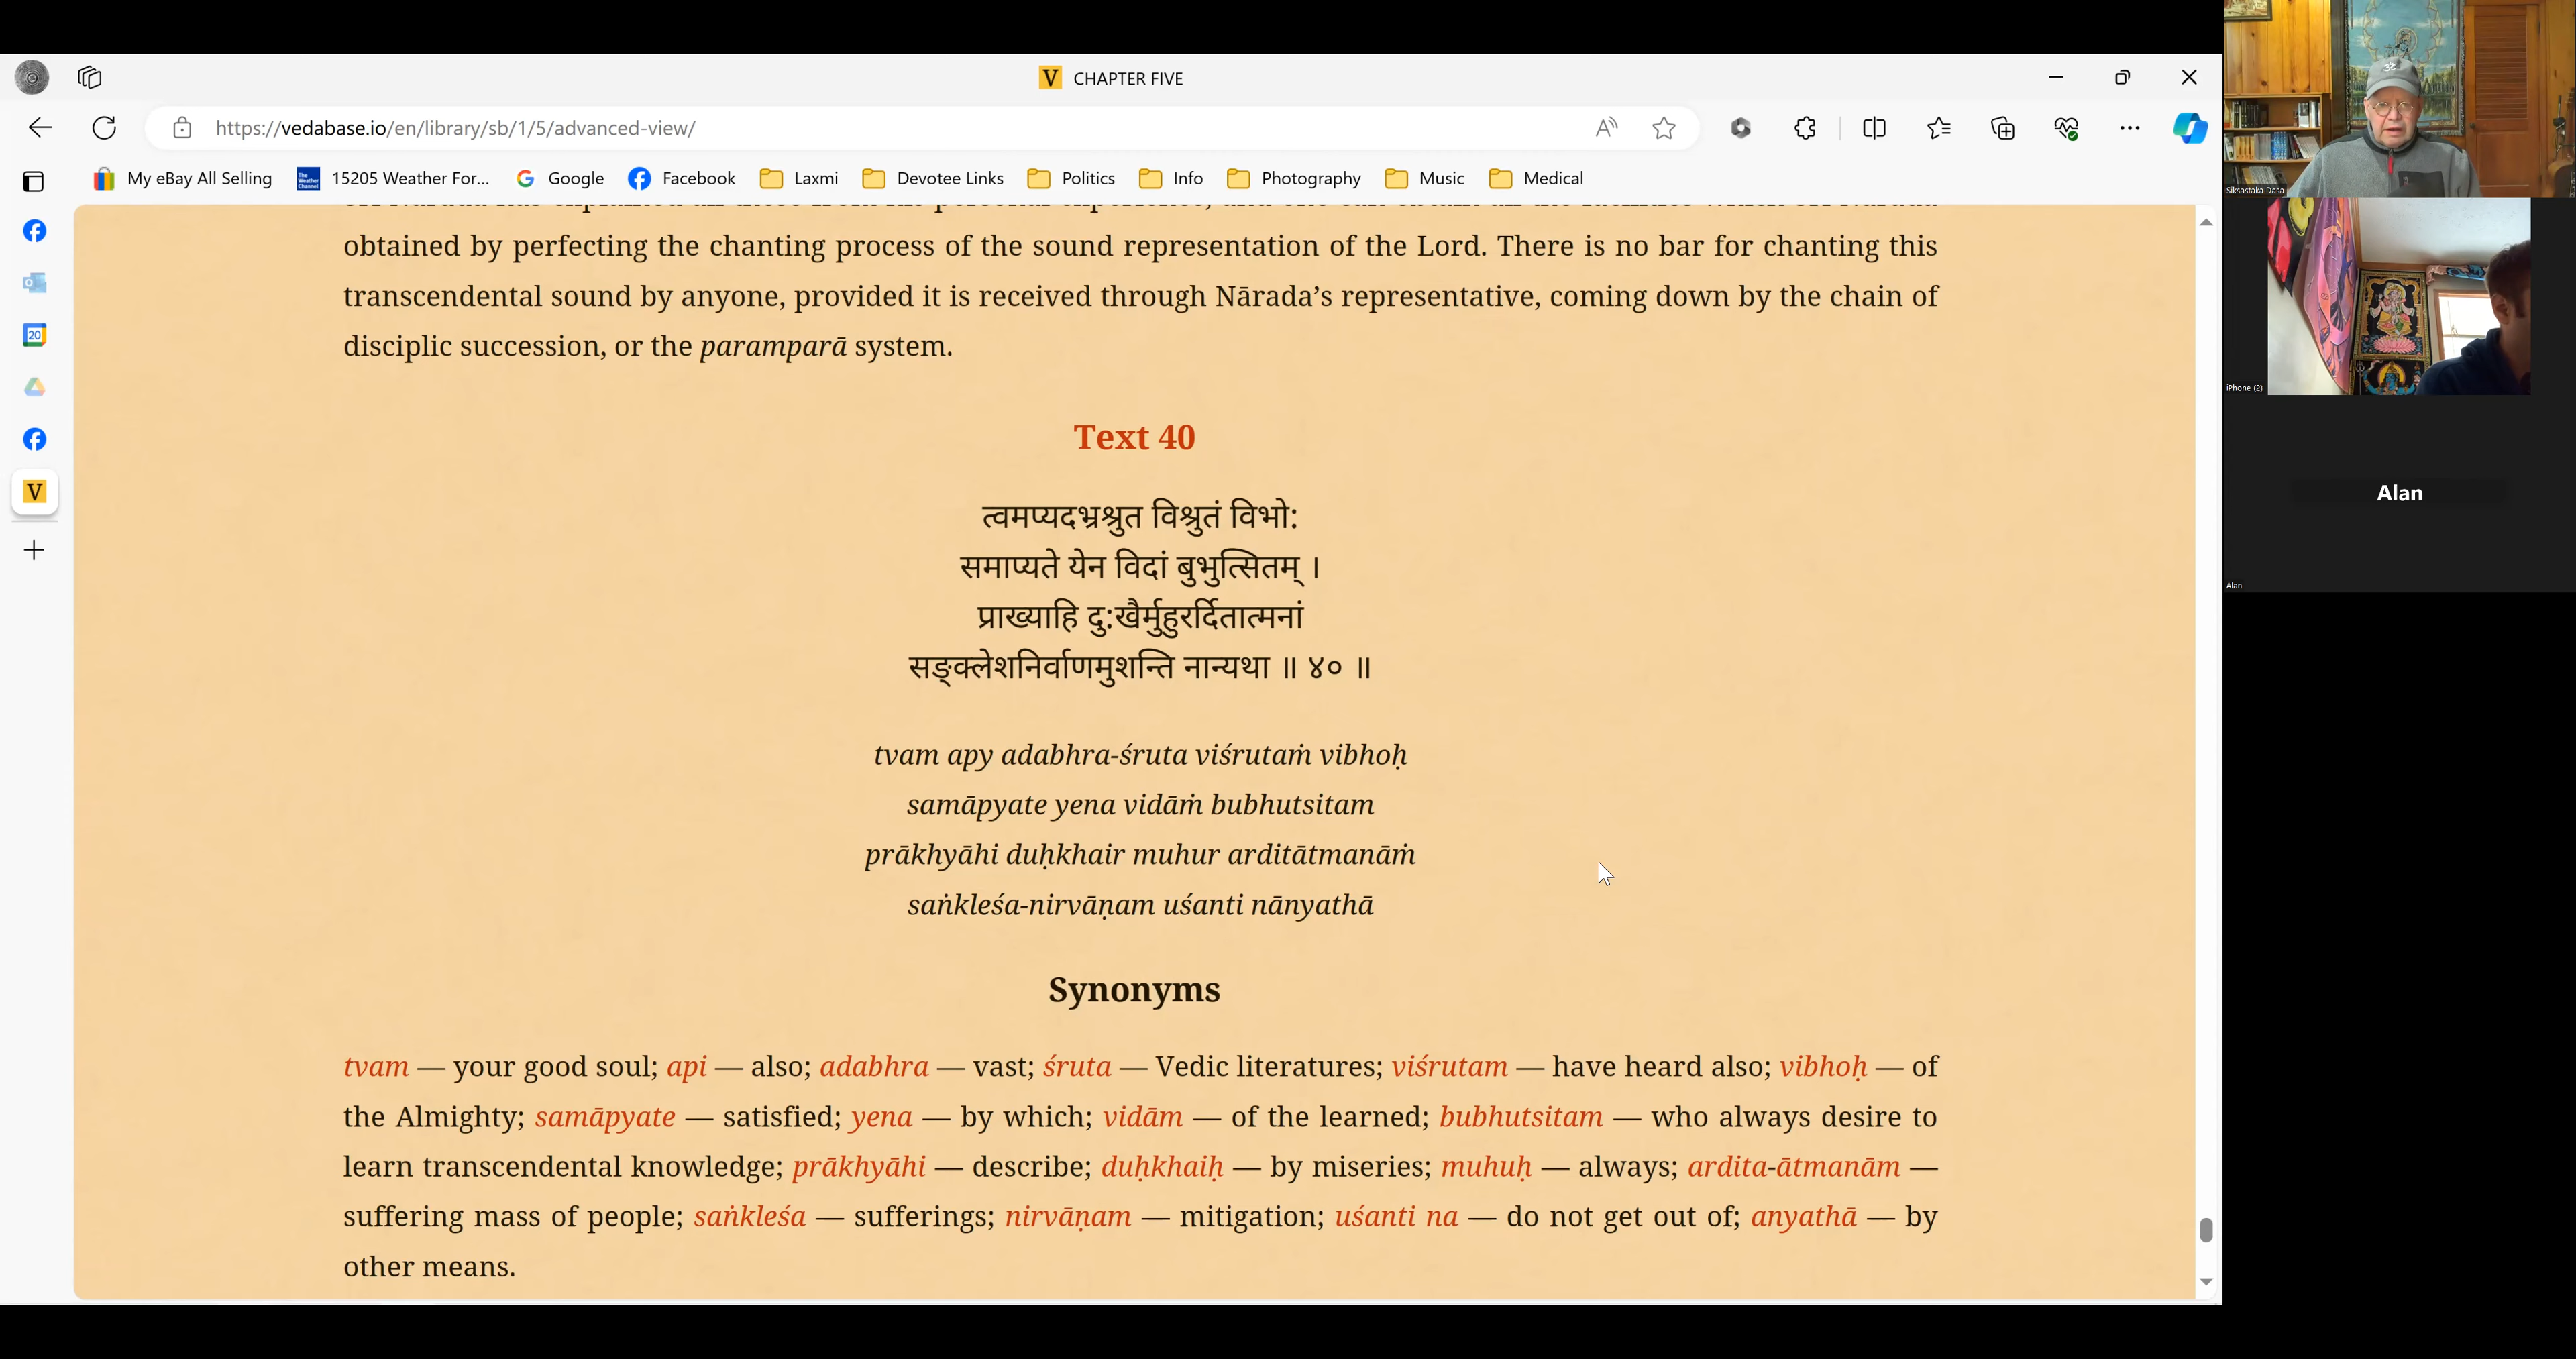 CHAPTER FIVE
https://vedabase.io/en/library/sb/1/5/advanced-view/
My eBay All Selling
15205 Weather For...
Google
Facebook
Laxmi
Devotee Links
Politics
Info
Photography
Music
Medical
obtained by perfecting the chanting process of the sound representation of the Lord. There is no bar for chanting this
transcendental sound by anyone, provided it is received through Nārada’s representative, coming down by the chain of
disciplic succession, or the paramparā system.
Text 40
त्वमप्यदभ्रश्रुत विश्रुतं विभो:
समाप्यते येन विदां बुभुत्सितम् ।
प्राख्याहि दु:खैर्मुहुरर्दितात्मनां
सङ्‍क्लेशनिर्वाणमुशन्ति नान्यथा ॥ ४० ॥
tvam apy adabhra-śruta viśrutaṁ vibhoḥ
samāpyate yena vidāṁ bubhutsitam
prākhyāhi duḥkhair muhur arditātmanāṁ
saṅkleśa-nirvāṇam uśanti nānyathā
Synonyms
tvam — your good soul; api — also; adabhra — vast; śruta — Vedic literatures; viśrutam — have heard also; vibhoḥ — of
the Almighty; samāpyate — satisfied; yena — by which; vidām — of the learned; bubhutsitam — who always desire to
learn transcendental knowledge; prākhyāhi — describe; duḥkhaiḥ — by miseries; muhuḥ — always; ardita-ātmanām —
suffering mass of people; saṅkleśa — sufferings; nirvāṇam — mitigation; uśanti na — do not get out of; anyathā — by
other means.
20
V
Siksastaka Dasa
iPhone (2)
Alan
Alan